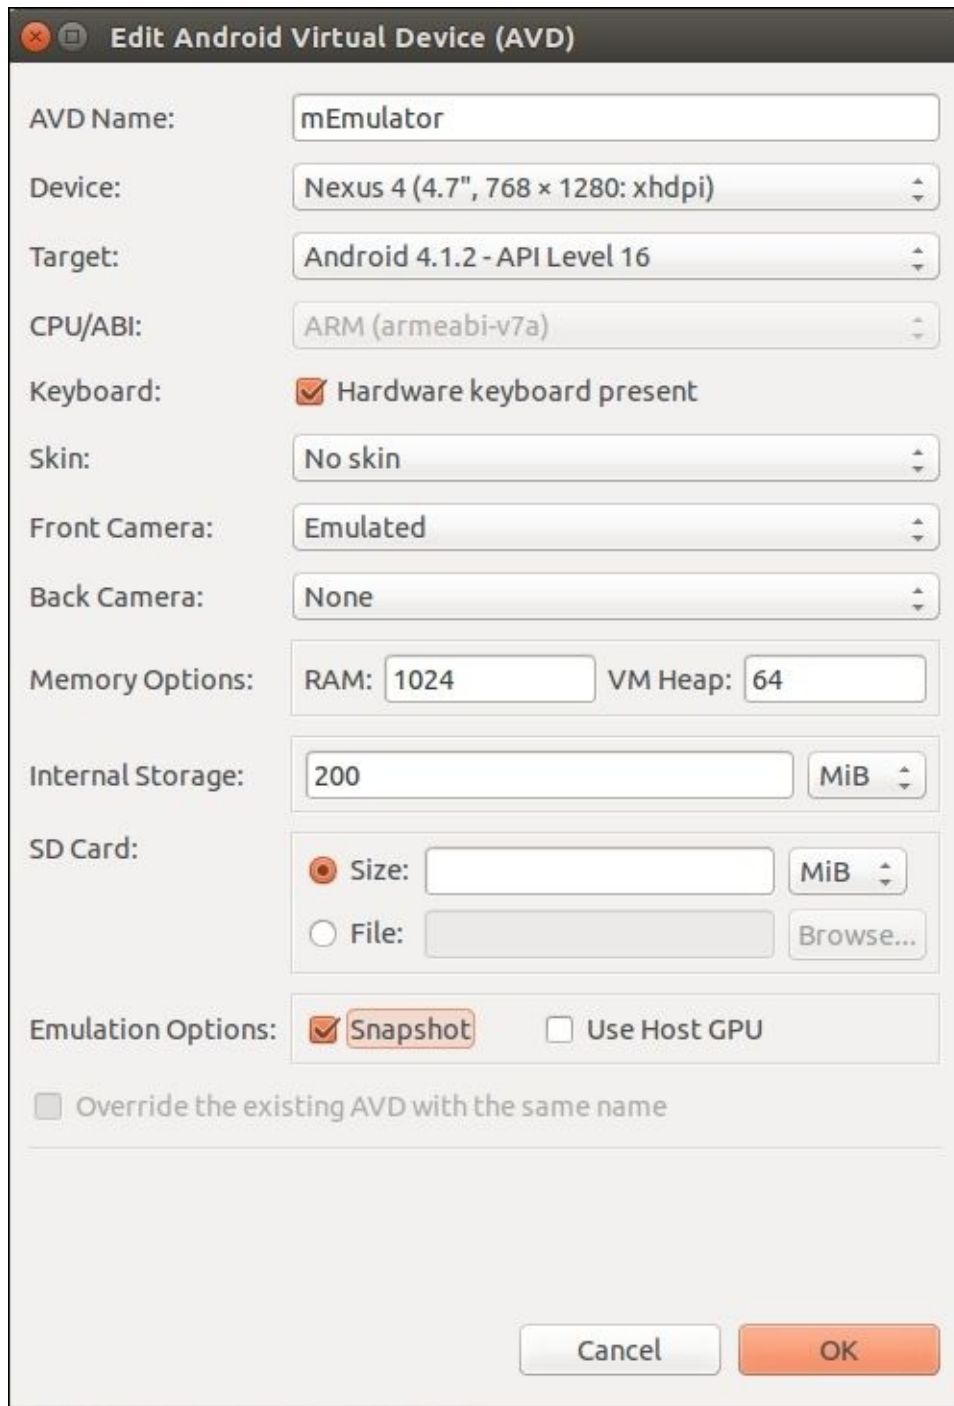 Edit Android Virtual Device (AVD)
AVD Name: mEmulator
Device: Nexus 4 (4.7", 768 × 1280: xhdpi)
Target: Android 4.1.2 - API Level 16
CPU/ABI: ARM (armeabi-v7a)
Keyboard: Hardware keyboard present
Skin: No skin
Front Camera: Emulated
Back Camera: None
Memory Options: RAM: 1024 VM Heap: 64
Internal Storage: 200 MiB
SD Card:
Size: MiB
File: Browse...
Emulation Options: Snapshot Use Host GPU
Override the existing AVD with the same name
Cancel OK